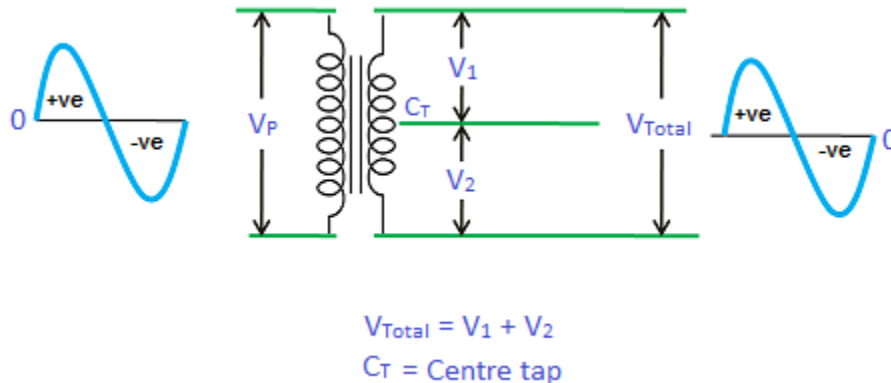 0
+ve
-ve
VP
CT
V1
V2
VTotal
+ve
-ve
0
VTotal = V1 + V2
CT = Centre tap